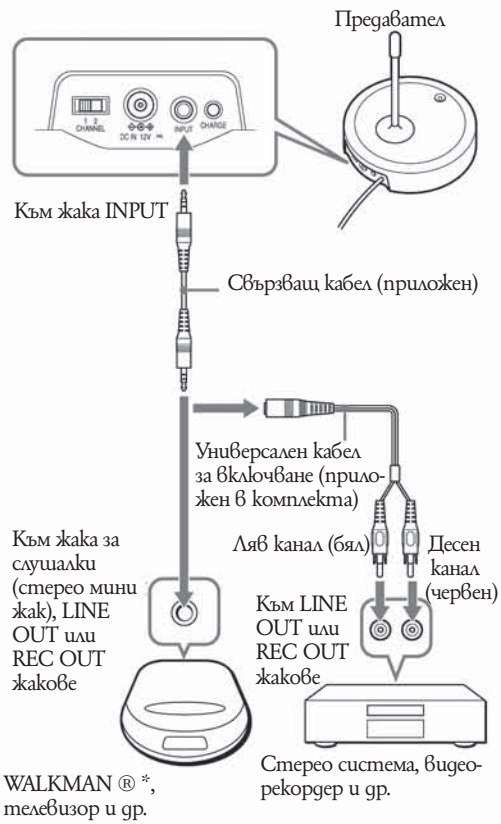 Предавател
1 2
CHANNEL
DC IN 12V
INPUT
CHARGE
Към жака INPUT
Свързващ кабел (приложен)
Универсален кабел
за включване (прило-
жен в комплекта)
Ляв канал (бял)
Десен
канал
(червен)
Към жака за
слушалки
(стерео мини
жак), LINE
OUT или
REC OUT
жакове
Към LINE
OUT или
REC OUT
жакове
WALKMAN ® *,
телевизор и др.
Стерео система, видео-
рекордер и др.